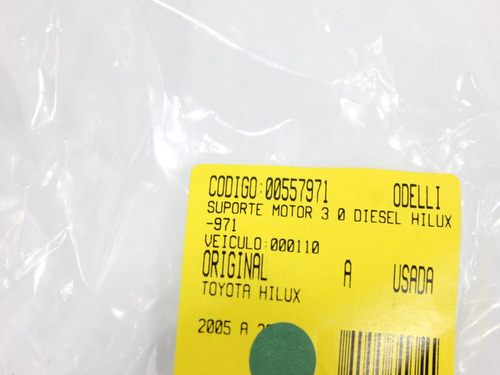 CODIGO:00557971 ODELLI
SUPORTE MOTOR 3 0 DIESEL HILUX
-971
VEICULO:000110
ORIGINAL A USADA
TOYOTA HILUX
2005 A